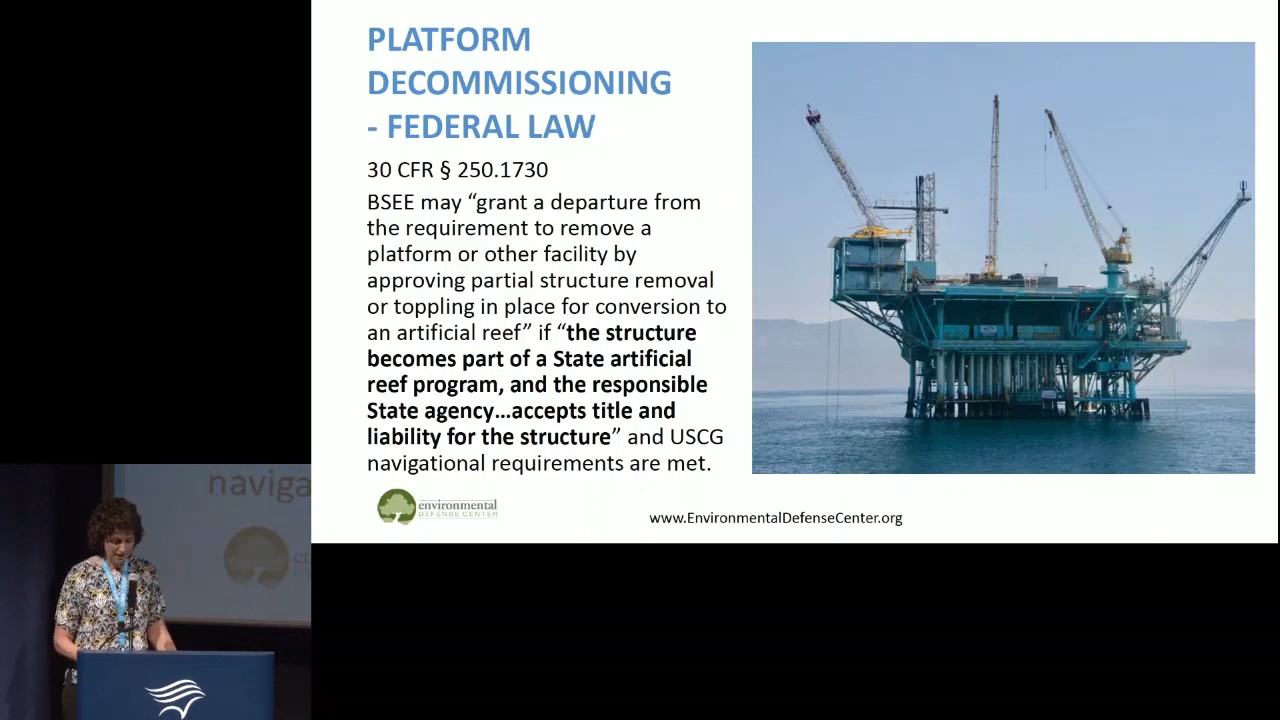 PLATFORM
DECOMMISSIONING
- FEDERAL LAW
30 CFR § 250.1730
BSEE may “grant a departure from
the requirement to remove a
platform or other facility by
approving partial structure removal
or toppling in place for conversion to
an artificial reef” if “the structure
becomes part of a State artificial
reef program, and the responsible
State agency…accepts title and
liability for the structure” and USCG
navigational requirements are met.
environmental
DEFENSE CENTER
www.EnvironmentalDefenseCenter.org
naviga